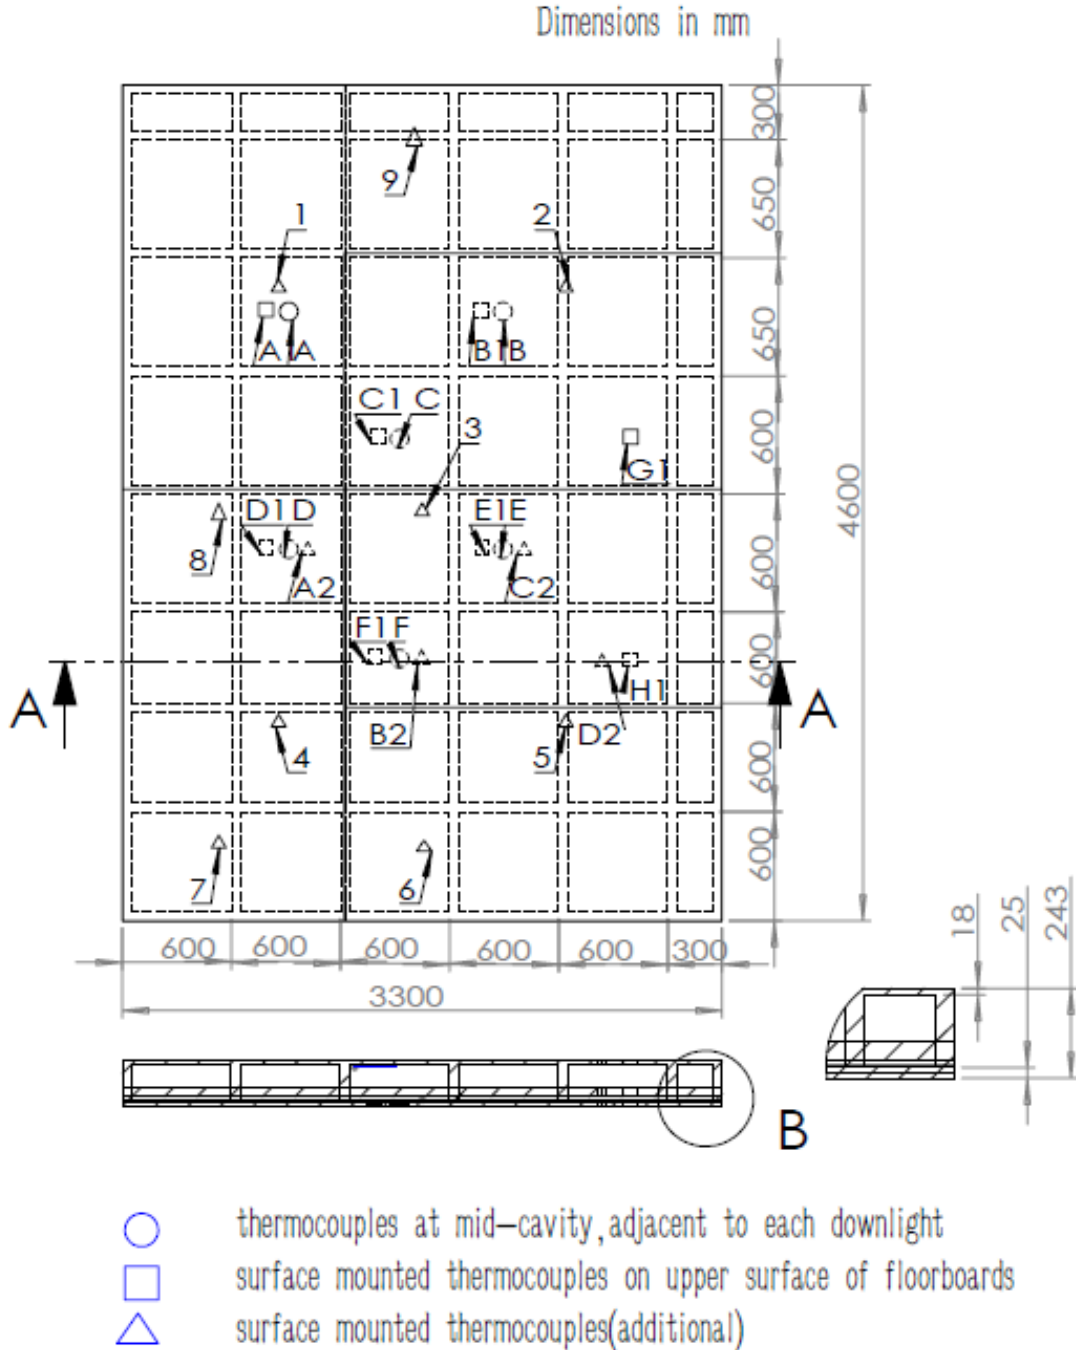 Dimensions in mm
300
9
650
1
2
A A
B1B
650
C1 C
3
G1
600
4600
D1D
E1E
8
A2
C2
600
F1 F
H1
600
A
A
B2
D2
4
5
600
7
6
600
600
600
600
600
600
300
3300
18
25
243
B
thermocouples at mid-cavity,adjacent to each downlight
surface mounted thermocouples on upper surface of floorboards
surface mounted thermocouples(additional)